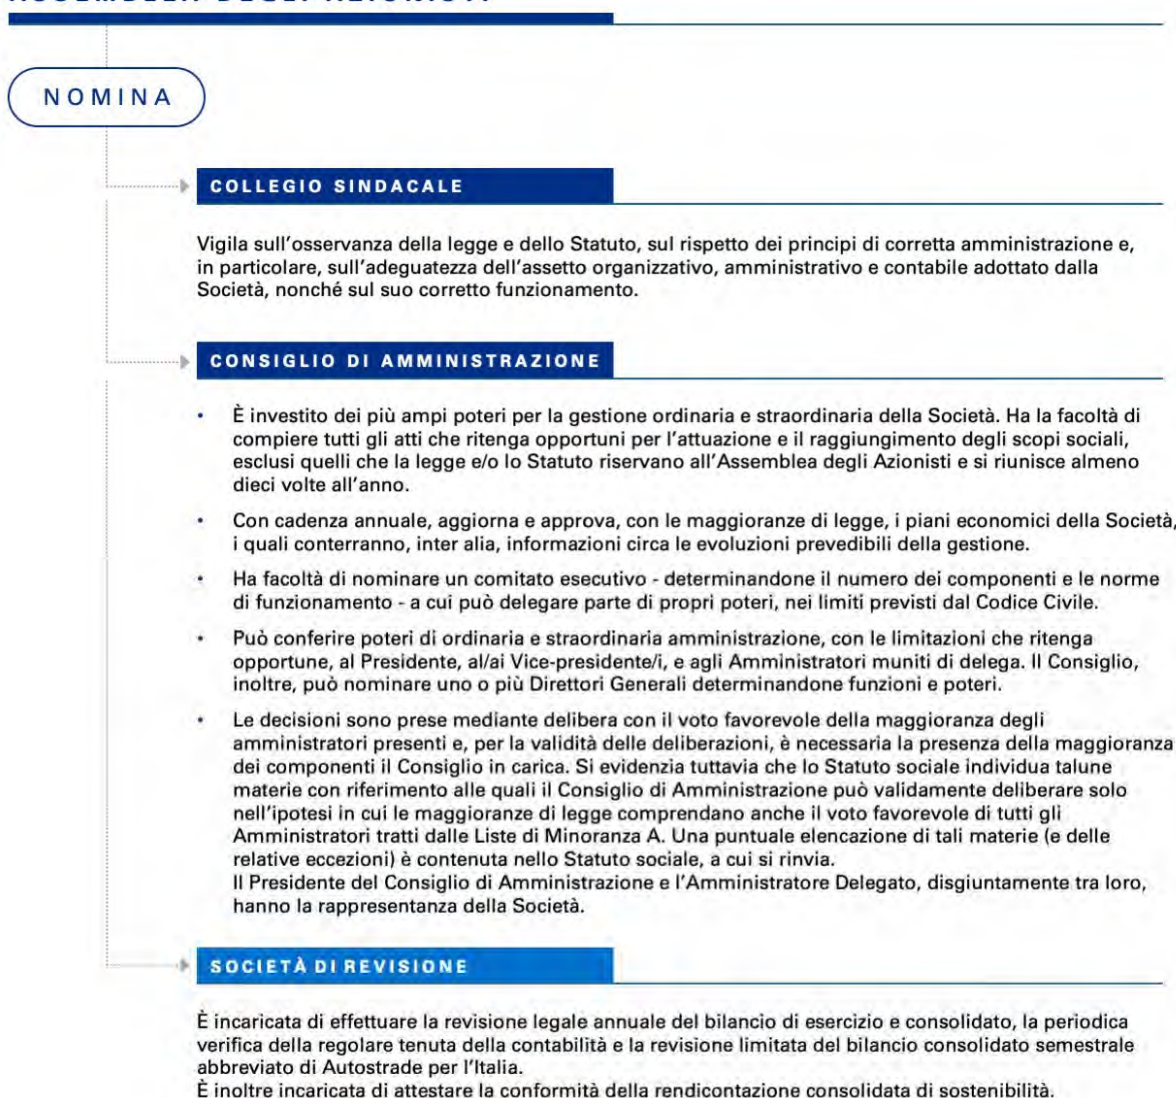 ASSEMBLEA DEGLI AZIONISTI
NOMINA
COLLEGIO SINDACALE
Vigila sull'osservanza della legge e dello Statuto, sul rispetto dei principi di corretta amministrazione e,
in particolare, sull'adeguatezza dell'assetto organizzativo, amministrativo e contabile adottato dalla
Società, nonché sul suo corretto funzionamento.
CONSIGLIO DI AMMINISTRAZIONE
• È investito dei più ampi poteri per la gestione ordinaria e straordinaria della Società. Ha la facoltà di
compiere tutti gli atti che ritenga opportuni per l'attuazione e il raggiungimento degli scopi sociali,
esclusi quelli che la legge e/o lo Statuto riservano all'Assemblea degli Azionisti e si riunisce almeno
dieci volte all'anno.
• Con cadenza annuale, aggiorna e approva, con le maggioranze di legge, i piani economici della Società,
i quali conterranno, inter alia, informazioni circa le evoluzioni prevedibili della gestione.
• Ha facoltà di nominare un comitato esecutivo - determinandone il numero dei componenti e le norme
di funzionamento - a cui può delegare parte di propri poteri, nei limiti previsti dal Codice Civile.
• Può conferire poteri di ordinaria e straordinaria amministrazione, con le limitazioni che ritenga
opportune, al Presidente, al/ai Vice-presidente/i, e agli Amministratori muniti di delega. Il Consiglio,
inoltre, può nominare uno o più Direttori Generali determinandone funzioni e poteri.
• Le decisioni sono prese mediante delibera con il voto favorevole della maggioranza degli
amministratori presenti e, per la validità delle deliberazioni, è necessaria la presenza della maggioranza
dei componenti il Consiglio in carica. Si evidenzia tuttavia che lo Statuto sociale individua talune
materie con riferimento alle quali il Consiglio di Amministrazione può validamente deliberare solo
nell'ipotesi in cui le maggioranze di legge comprendano anche il voto favorevole di tutti gli
Amministratori tratti dalle Liste di Minoranza A. Una puntuale elencazione di tali materie (e delle
relative eccezioni) è contenuta nello Statuto sociale, a cui si rinvia.
Il Presidente del Consiglio di Amministrazione e l'Amministratore Delegato, disgiuntamente tra loro,
hanno la rappresentanza della Società.
SOCIETÀ DI REVISIONE
È incaricata di effettuare la revisione legale annuale del bilancio di esercizio e consolidato, la periodica
verifica della regolare tenuta della contabilità e la revisione limitata del bilancio consolidato semestrale
abbreviato di Autostrade per l'Italia.
È inoltre incaricata di attestare la conformità della rendicontazione consolidata di sostenibilità.